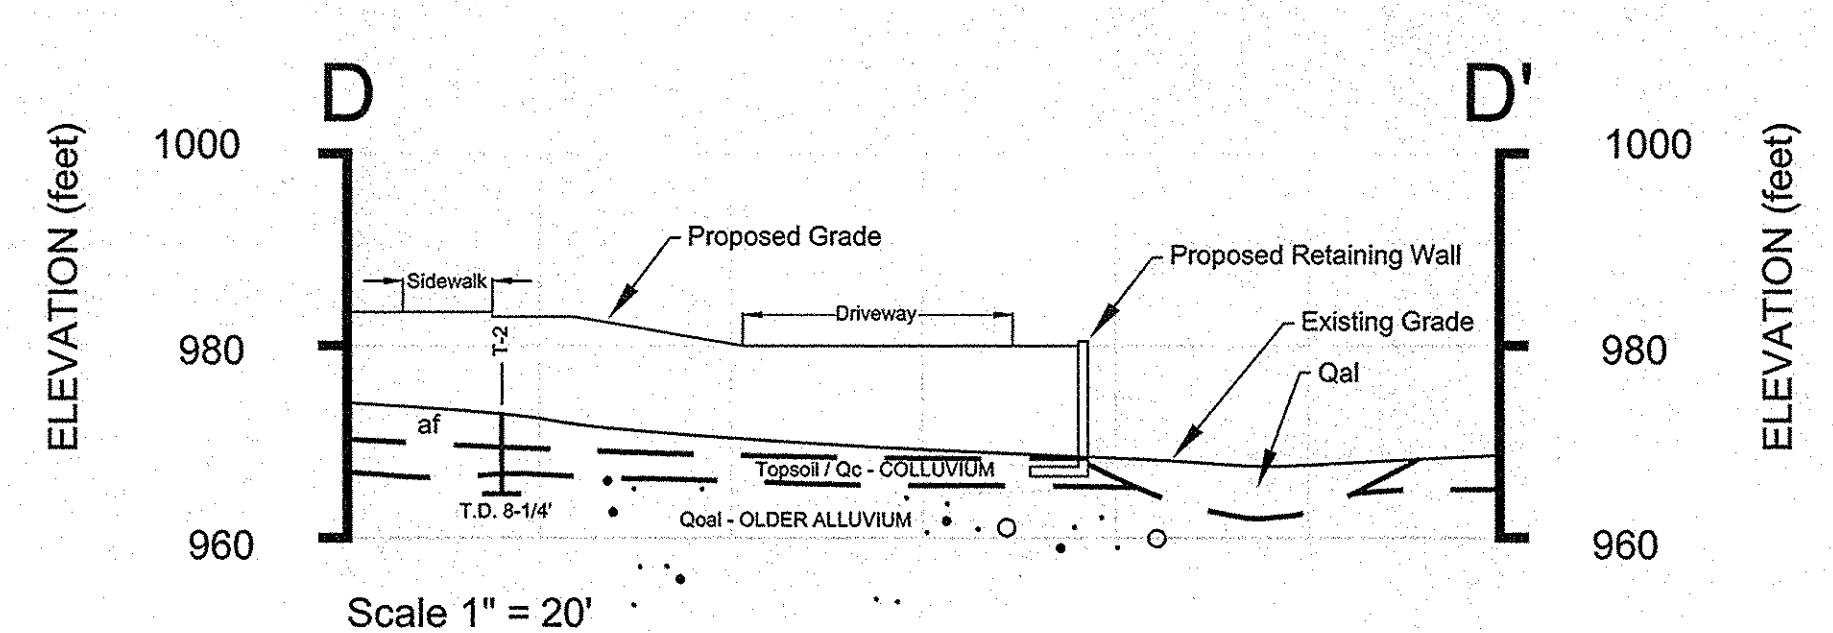 D
D'
1000
1000
ELEVATION (feet)
ELEVATION (feet)
Proposed Grade
Proposed Retaining Wall
Sidewalk
Driveway
Existing Grade
T-2
980
980
Qal
af
Topsoil / Qc - COLLUVIUM
T.D. 8-1/4'
Qoal - OLDER ALLUVIUM
960
960
Scale 1" = 20'